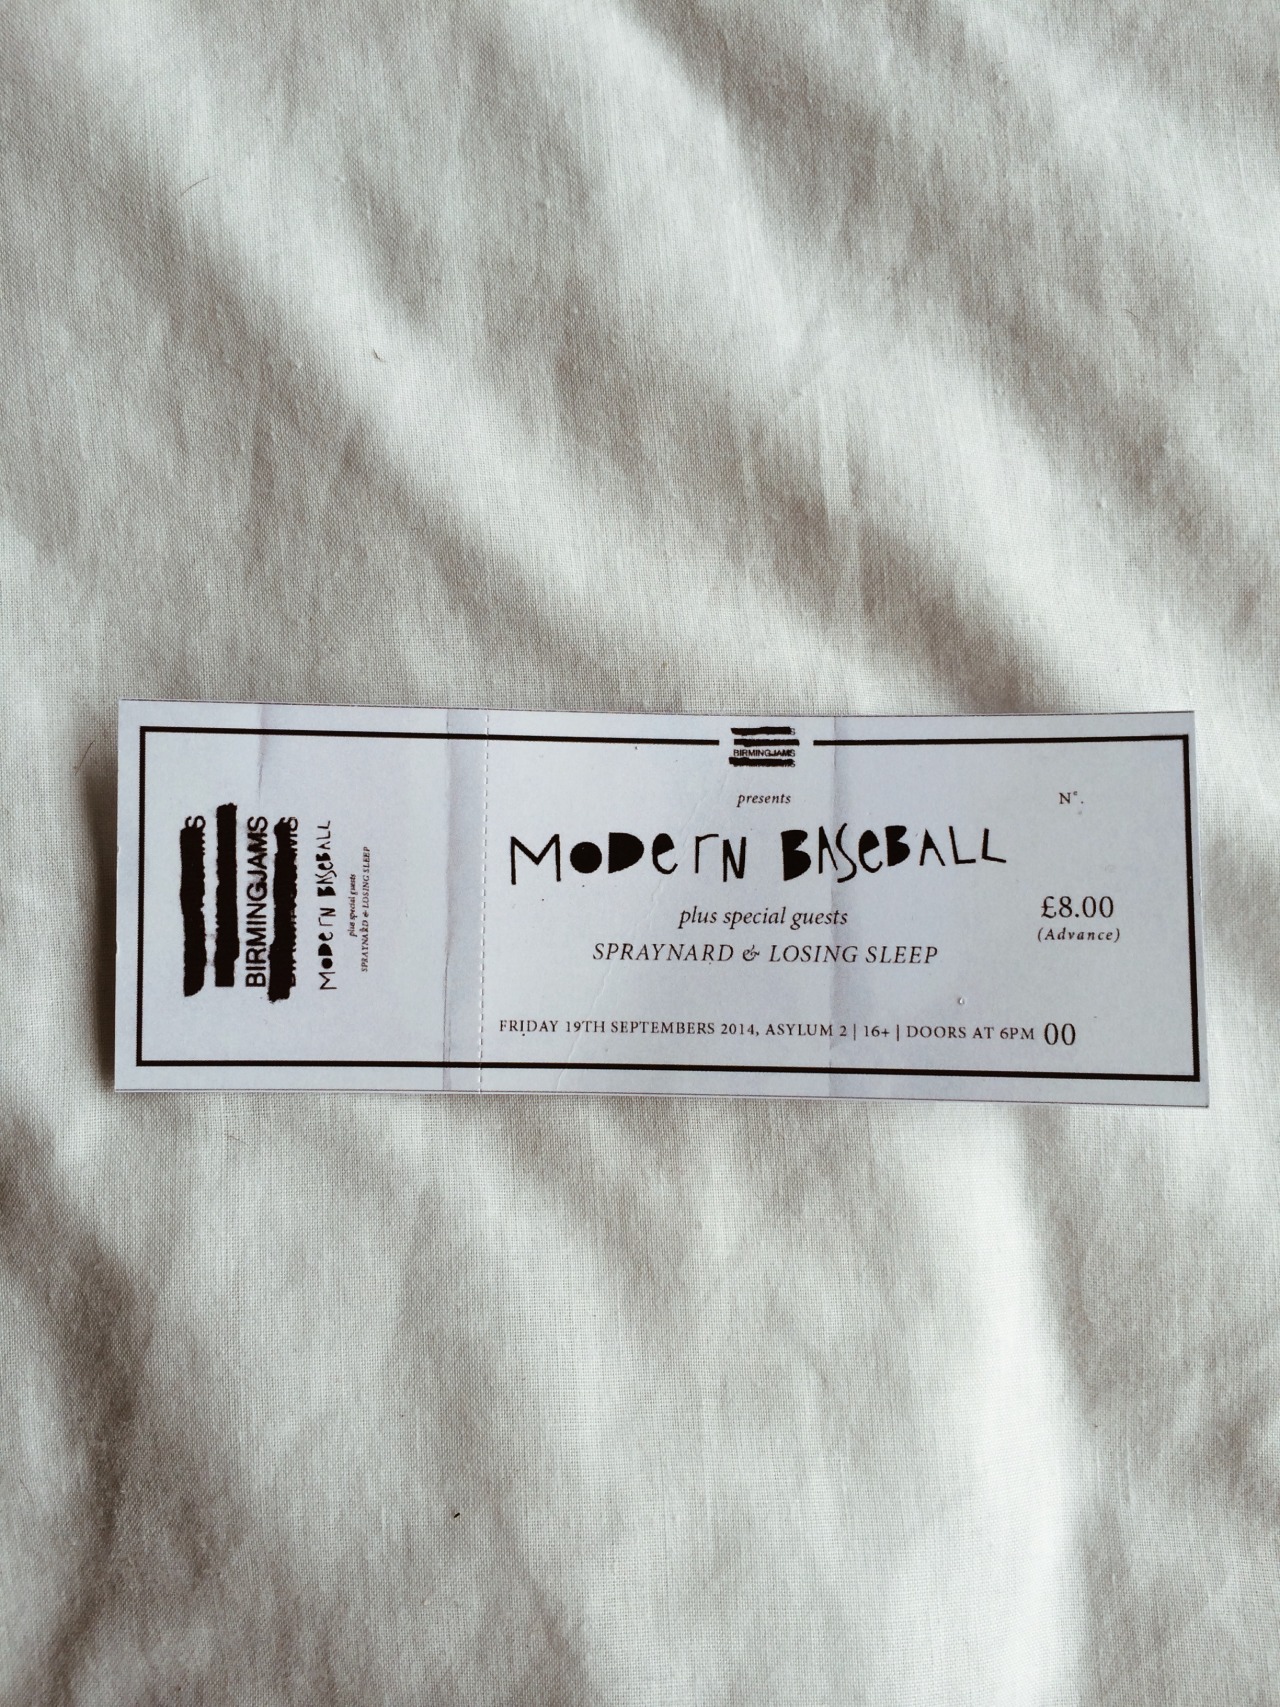 BIRMINGJAMS
MODERN BASEBALL
plus special guests
SPRAYNARD & LOSING SLEEP
BIRMINGJAMS
presents
N°.
MODERN BASEBALL
plus special guests
SPRAYNARD & LOSING SLEEP
£8.00
(Advance)
FRIDAY 19TH SEPTEMBERS 2014, ASYLUM 2 | 16+ | DOORS AT 6PM 00